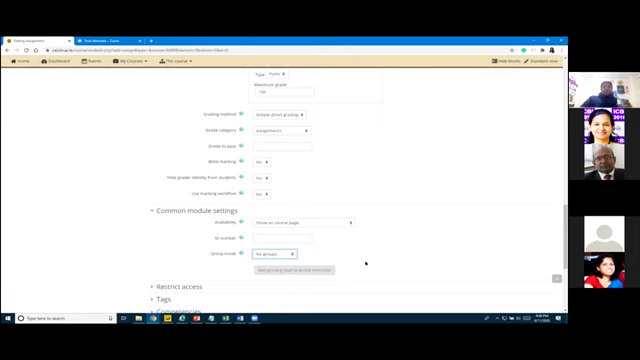 Editing Assignment
Home
Dashboard
Events
My Courses
This course
Hide blocks
Standard view
Type
Point
Maximum grade
100
Grading method
Simple direct grading
Grade category
Assignments
Grade to pass
Blind marking
No
Hide grader identity from students
No
Use marking workflow
No
Common module settings
Availability
Show on course page
ID number
Group mode
No groups
Add group/grouping access restriction
Restrict access
Tags
Competencies
Type here to search